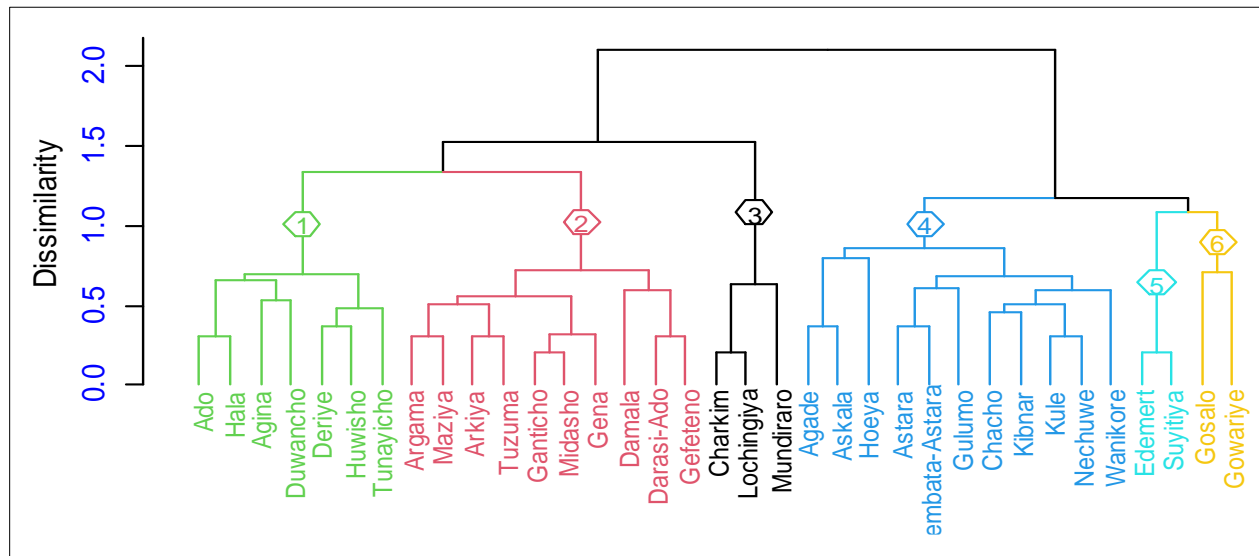 Dissimilarity
2.0
1.5
1.0
0.5
0.0
1
2
3
4
5
6
Ado
Hala
Agina
Duwancho
Deriye
Huwisho
Tunayicho
Argama
Maziya
Arkiya
Tuzuma
Ganticho
Midasho
Gena
Damala
Darasi-Ado
Gefeteno
Charkim
Lochingiya
Mundiraro
Agade
Askala
Hoeya
Astara
embata-Astara
Gulumo
Chacho
Kibnar
Kule
Nechuwe
Wanikore
Edemert
Suyitiya
Gosalo
Gowariye